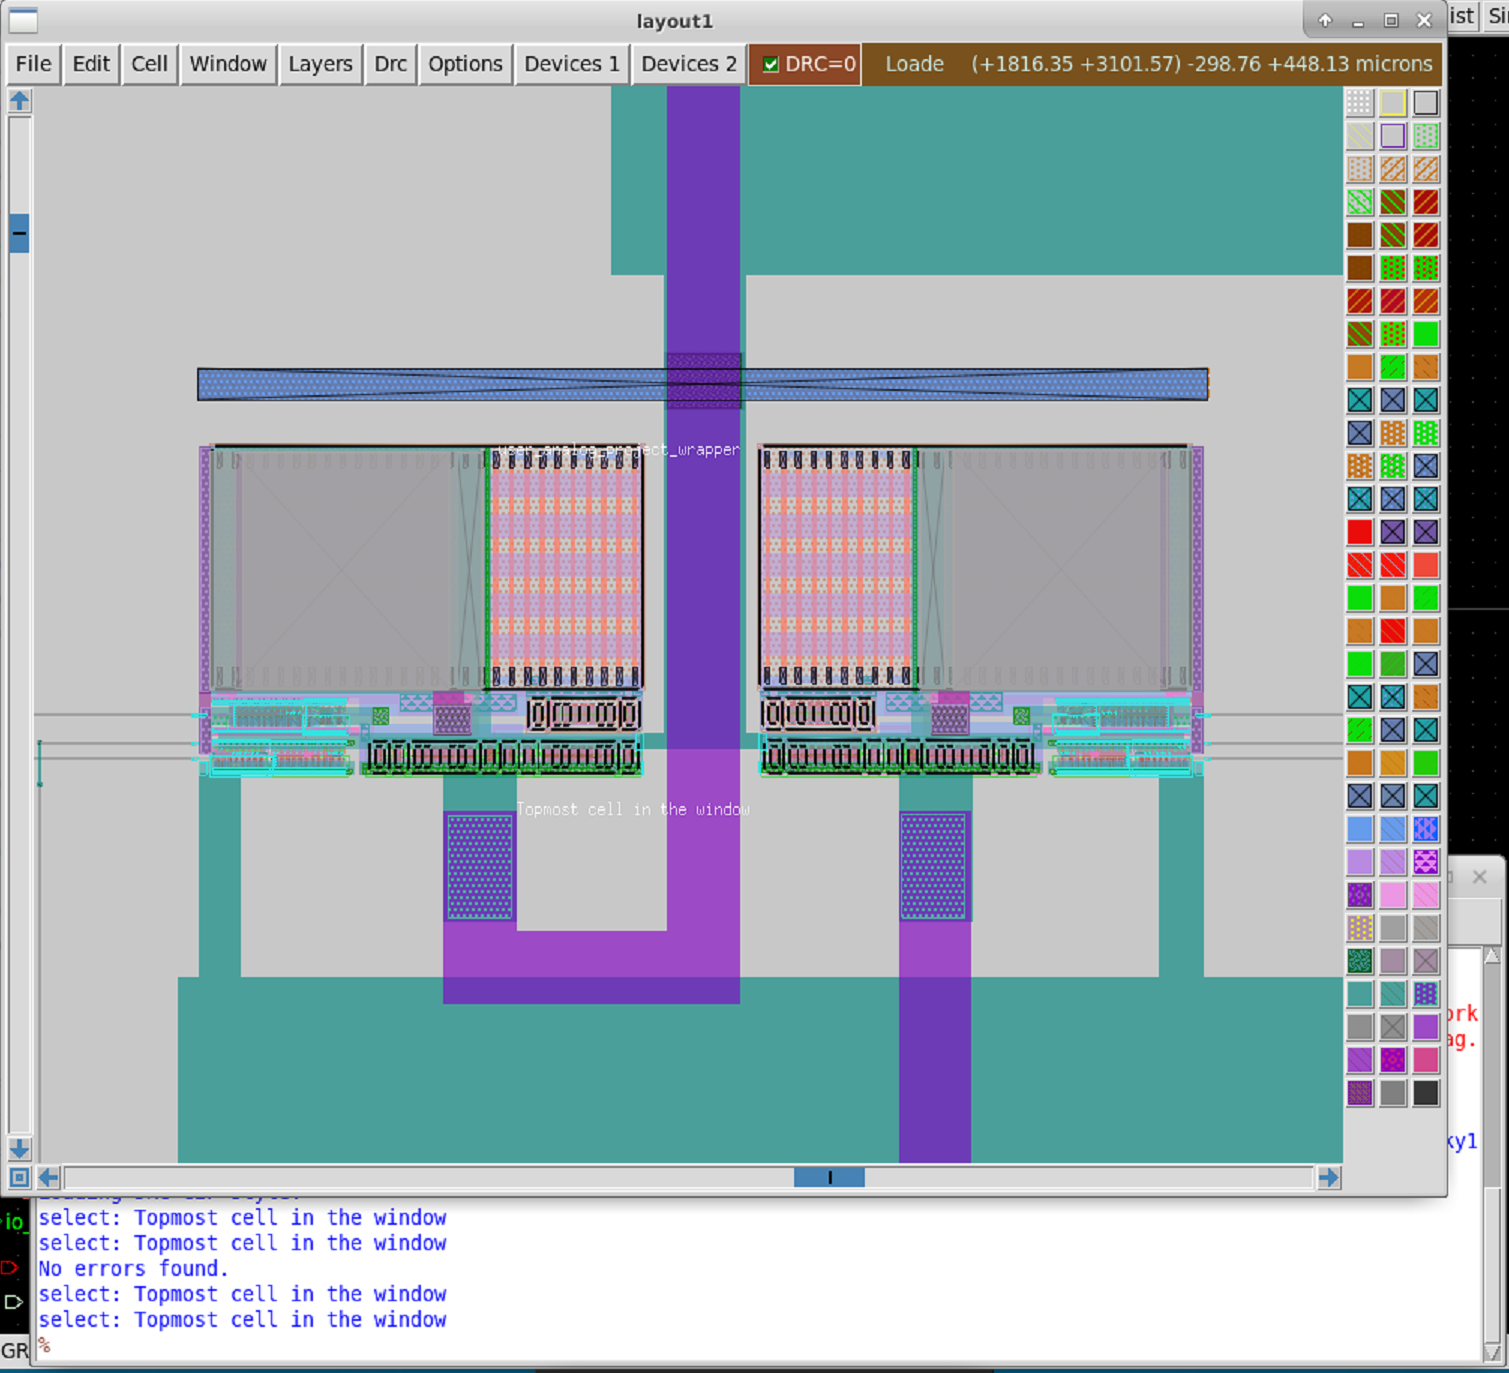 layout1
ist Si
File Edit Cell Window Layers Drc Options Devices 1 Devices 2 DRC=0 Loade (+1816.35 +3101.57) -298.76 +448.13 microns
user_analog_project_wrapper
Topmost cell in the window
ork
ag.
ky1
io_
select: Topmost cell in the window
select: Topmost cell in the window
No errors found.
select: Topmost cell in the window
select: Topmost cell in the window
%
GR